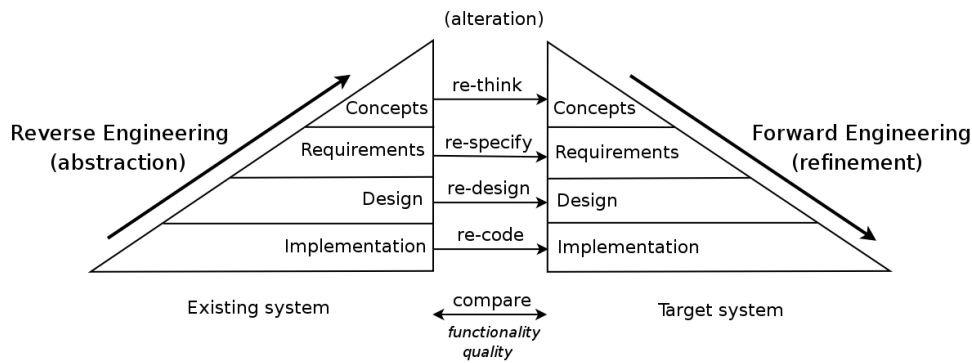 (alteration)
re-think
Concepts
Concepts
Reverse Engineering
(abstraction)
Forward Engineering
(refinement)
Requirements
re-specify
Requirements
re-design
Design
Design
re-code
Implementation
Implementation
Existing system
compare
Target system
functionality
quality